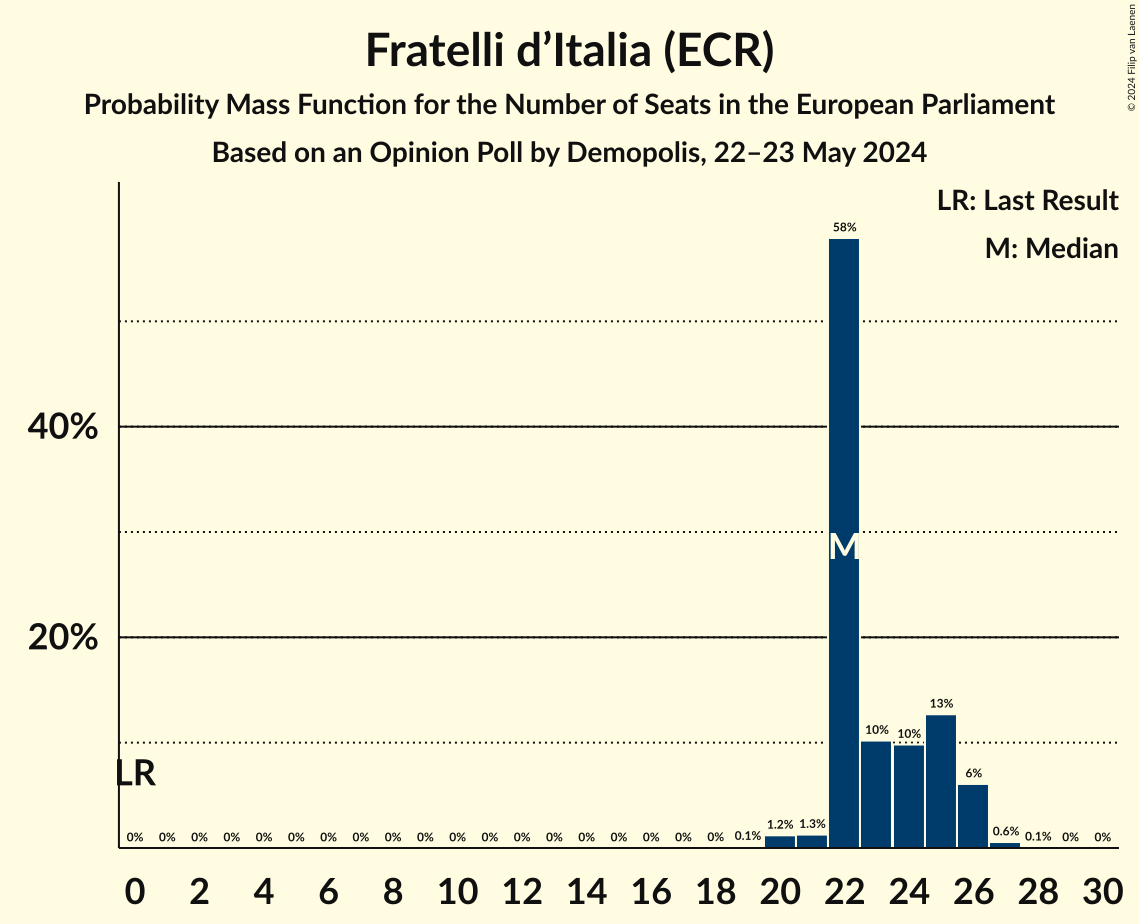 Fratelli d’Italia (ECR)
Probability Mass Function for the Number of Seats in the European Parliament
Based on an Opinion Poll by Demopolis, 22–23 May 2024
© 2024 Filip van Laenen
LR: Last Result
M: Median
58%
40%
M
20%
13%
10%
10%
6%
LR
0% 0% 0% 0% 0% 0% 0% 0% 0% 0% 0% 0% 0% 0% 0% 0% 0% 0% 0% 0.1% 1.2% 1.3% 0.6% 0.1% 0% 0%
0 2 4 6 8 10 12 14 16 18 20 22 24 26 28 30